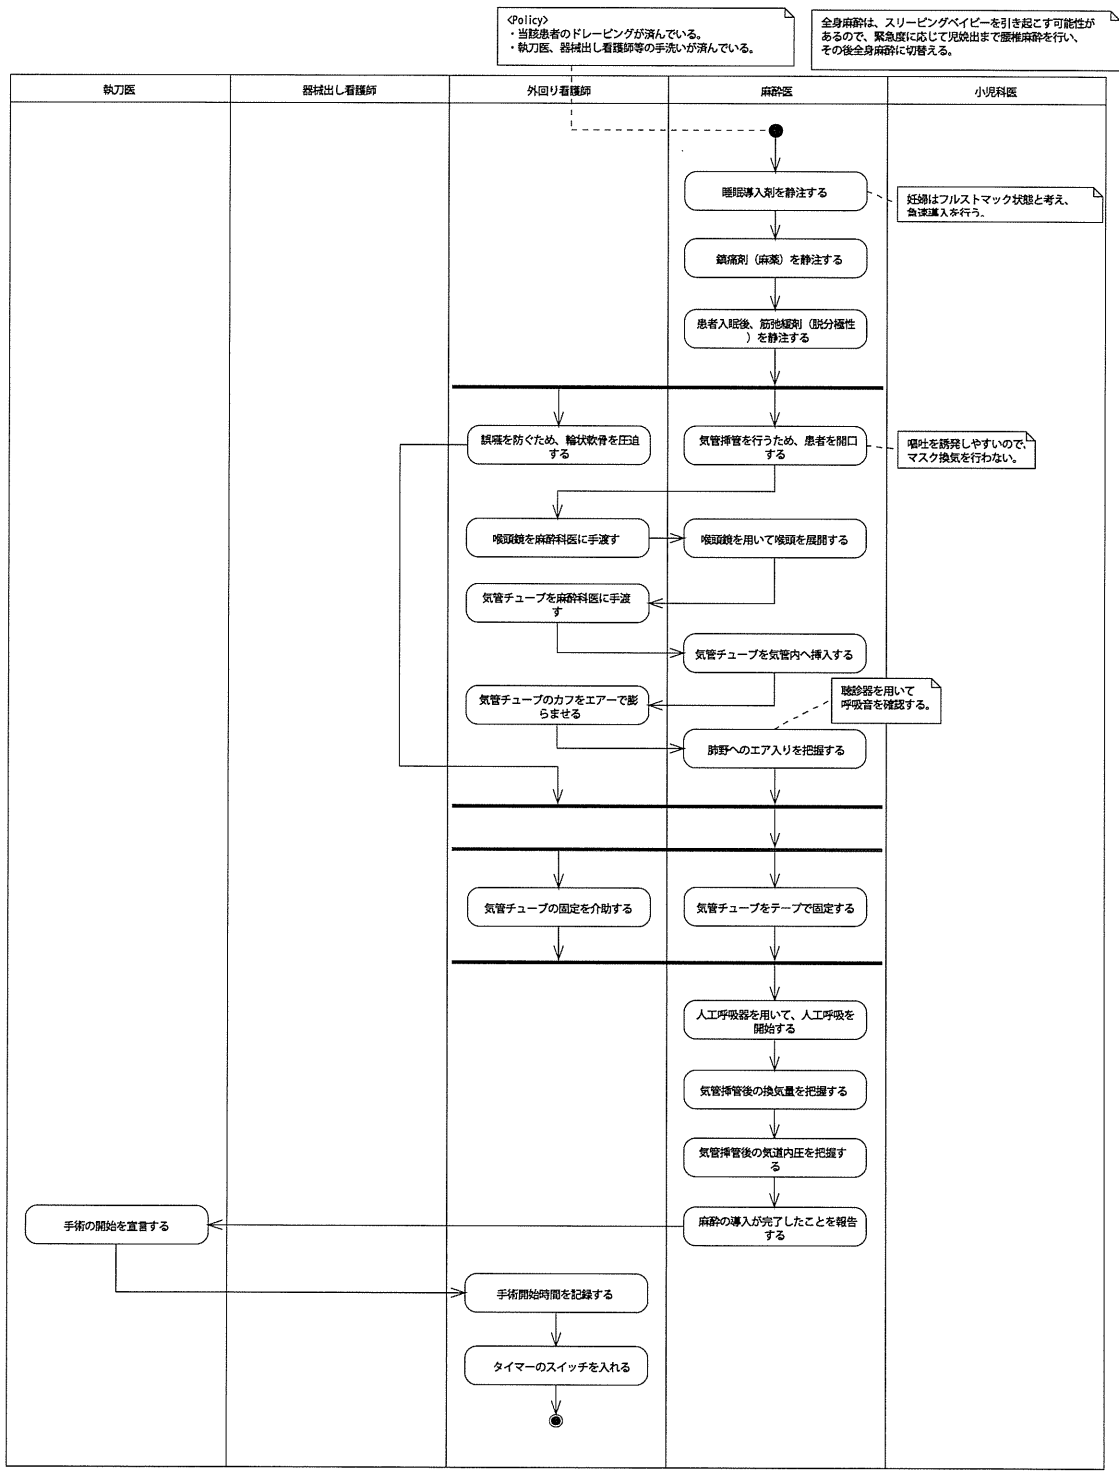 <Policy>
・当該患者のドレーピングが済んでいる。
・執刀医、器械出し看護師等の手洗いが済んでいる。
全身麻酔は、スリーピングベイビーを引き起こす可能性が
あるので、緊急度に応じて児娩出まで腰椎麻酔を行い、
その後全身麻酔に切替える。
執刀医
器械出し看護師
外回り看護師
麻酔医
小児科医
睡眠導入剤を静注する
妊婦はフルストマック状態と考え、
急速導入を行う。
鎮痛剤（麻薬）を静注する
患者入眠後、筋弛緩剤（脱分極性
）を静注する
誤嚥を防ぐため、輪状軟骨を圧迫
する
気管挿管を行うため、患者を開口
する
嘔吐を誘発しやすいので、
マスク換気を行わない。
喉頭鏡を麻酔科医に手渡す
喉頭鏡を用いて喉頭を展開する
気管チューブを麻酔科医に手渡
す
気管チューブを気管内へ挿入する
聴診器を用いて
呼吸音を確認する。
気管チューブのカフをエアーで膨
らませる
肺野へのエア入りを把握する
気管チューブの固定を介助する
気管チューブをテープで固定する
人工呼吸器を用いて、人工呼吸を
開始する
気管挿管後の換気量を把握する
気管挿管後の気道内圧を把握す
る
手術の開始を宣言する
麻酔の導入が完了したことを報告
する
手術開始時間を記録する
タイマーのスイッチを入れる